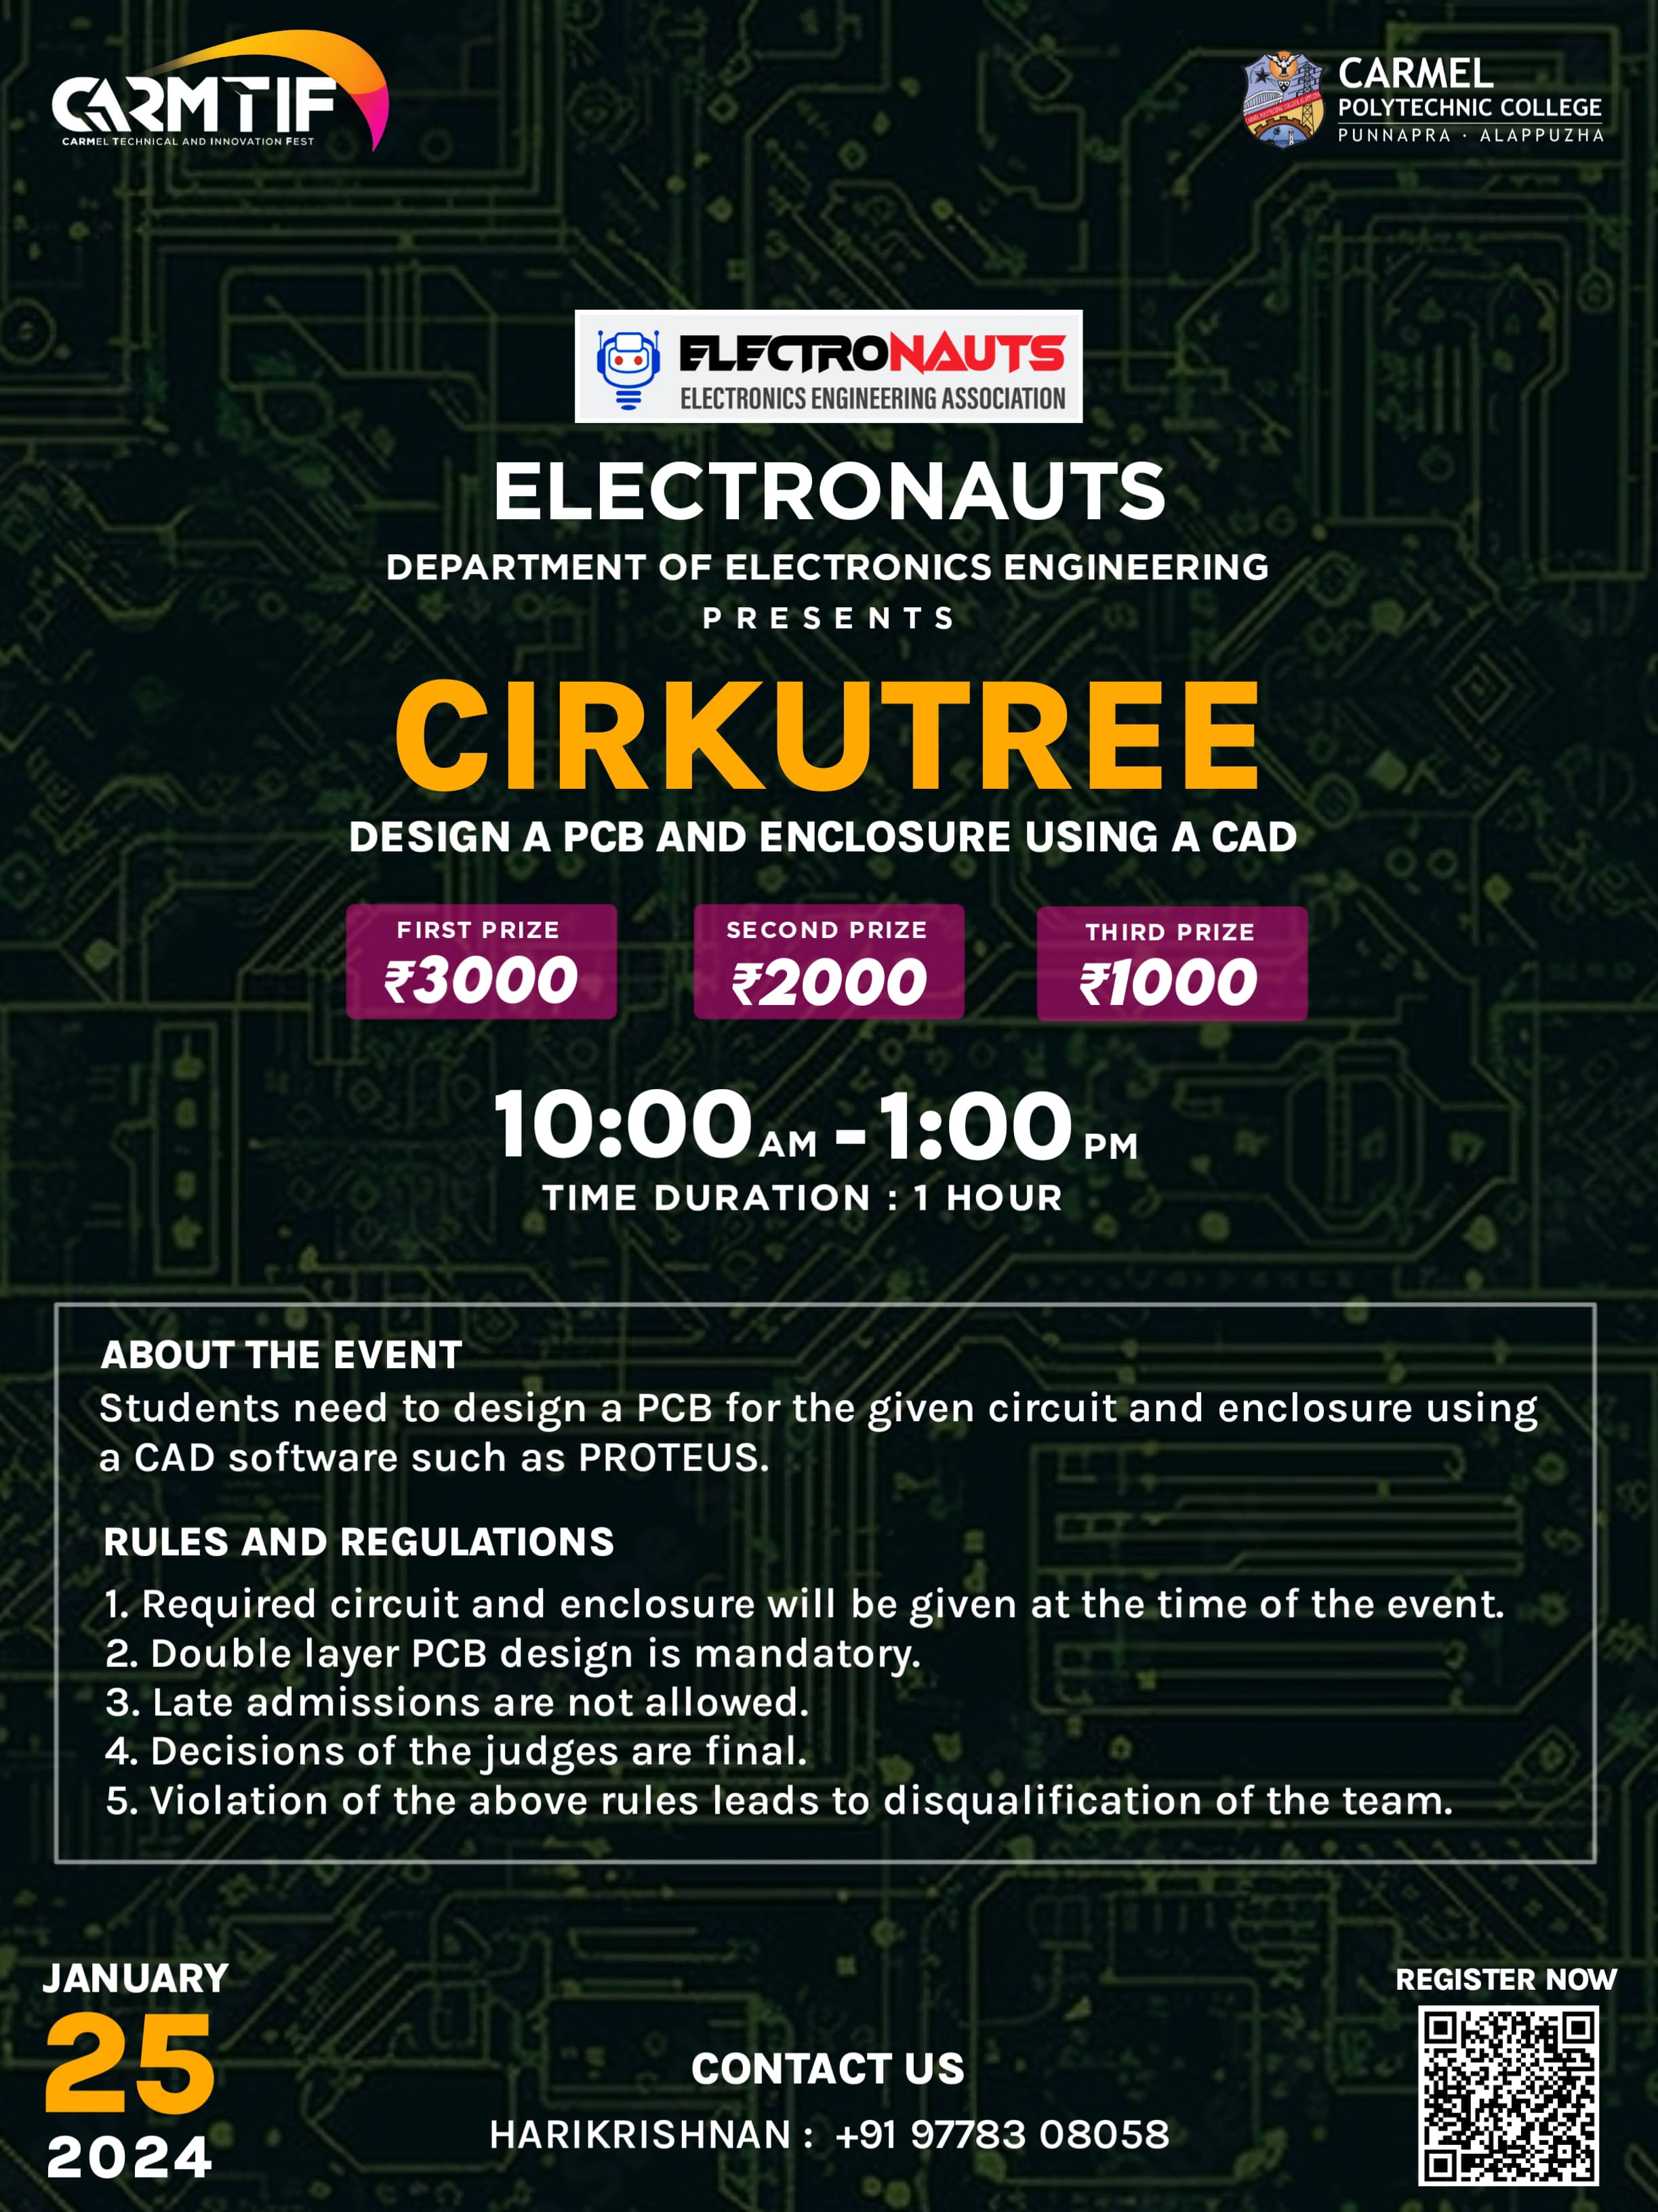 CARMTIF
CARMEL TECHNICAL AND INNOVATION FEST
CARMEL
POLYTECHNIC COLLEGE
PUNNAPRA · ALAPPUZHA
ELECTRONAUTS
ELECTRONICS ENGINEERING ASSOCIATION
ELECTRONAUTS
DEPARTMENT OF ELECTRONICS ENGINEERING
PRESENTS
CIRKUTREE
DESIGN A PCB AND ENCLOSURE USING A CAD
FIRST PRIZE
₹3000
SECOND PRIZE
₹2000
THIRD PRIZE
₹1000
10:00 AM - 1:00 PM
TIME DURATION : 1 HOUR
ABOUT THE EVENT
Students need to design a PCB for the given circuit and enclosure using
a CAD software such as PROTEUS.
RULES AND REGULATIONS
1. Required circuit and enclosure will be given at the time of the event.
2. Double layer PCB design is mandatory.
3. Late admissions are not allowed.
4. Decisions of the judges are final.
5. Violation of the above rules leads to disqualification of the team.
JANUARY
25
2024
CONTACT US
HARIKRISHNAN : +91 97783 08058
REGISTER NOW